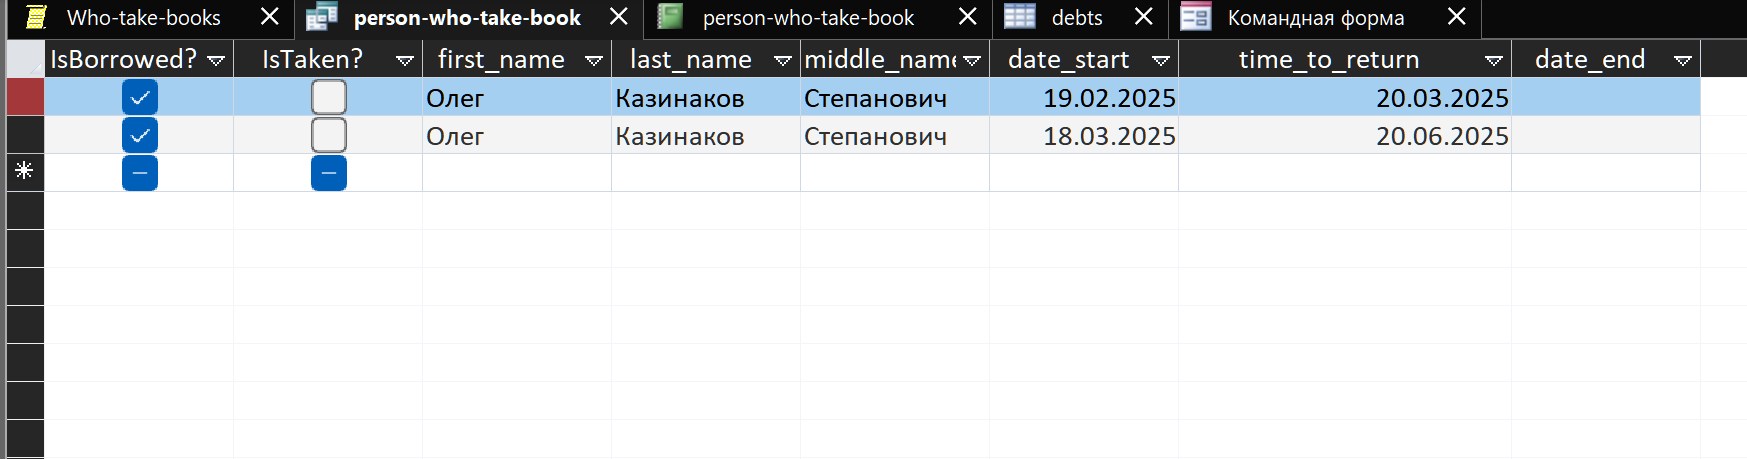 Who-take-books person-who-take-book person-who-take-book debts Командная форма
IsBorrowed? IsTaken? first_name last_name middle_name date_start time_to_return date_end
Олег Казинаков Степанович 19.02.2025 20.03.2025
Олег Казинаков Степанович 18.03.2025 20.06.2025